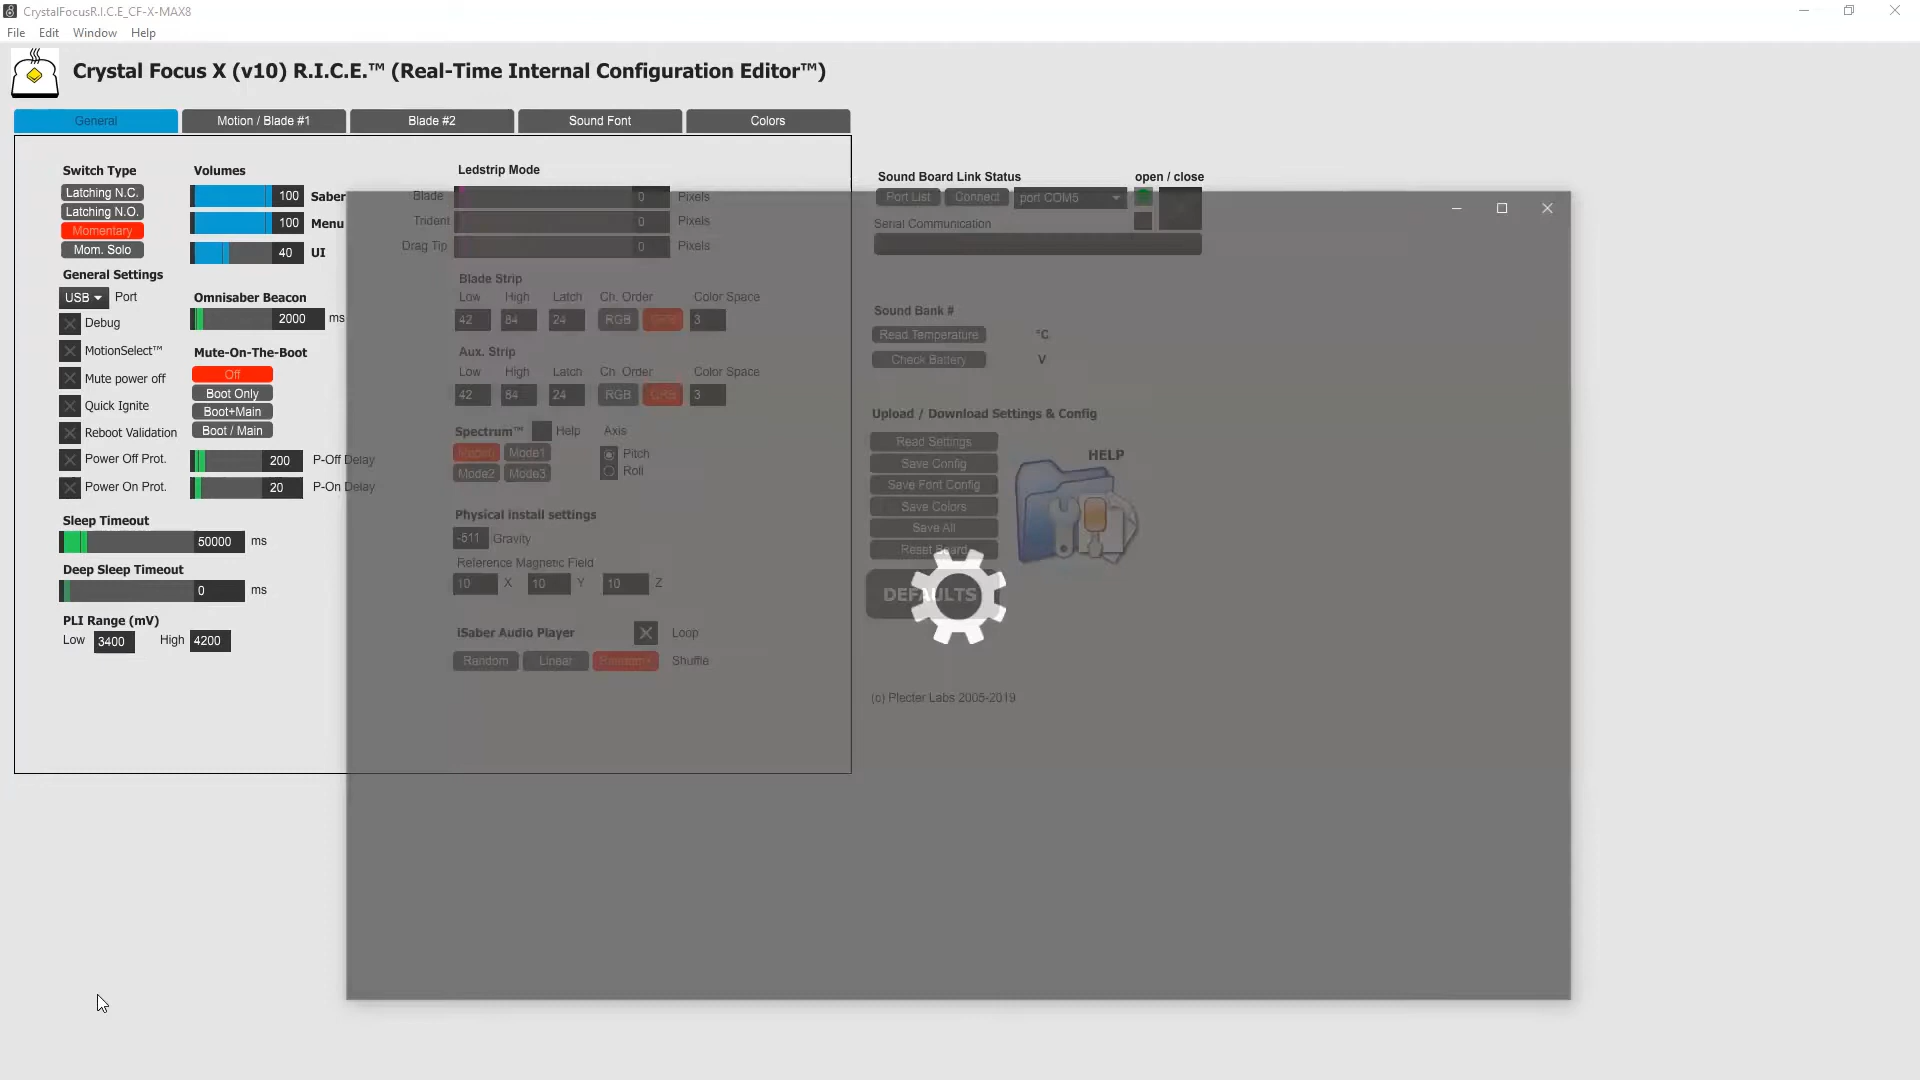 CrystalFocusR.I.C.E_CF-X-MAX8
File Edit Window Help
Crystal Focus X (v10) R.I.C.E.™ (Real-Time Internal Configuration Editor™)
General Motion / Blade #1 Blade #2 Sound Font Colors
Switch Type
Latching N.C.
Latching N.O.
Momentary
Mom. Solo
General Settings
USB Port
Debug
MotionSelect™
Mute power off
Quick Ignite
Reboot Validation
Power Off Prot.
Power On Prot.
Sleep Timeout
50000 ms
Deep Sleep Timeout
0 ms
PLI Range (mV)
Low 3400 High 4200
Volumes
100 Saber
100 Menu
40 UI
Omnisaber Beacon
2000 ms
Mute-On-The-Boot
Off
Boot Only
Boot+Main
Boot / Main
200 P-Off Delay
20 P-On Delay
Ledstrip Mode
Blade 0 Pixels
Trident 0 Pixels
Drag Tip 0 Pixels
Blade Strip
Low High Latch Ch. Order Color Space
42 84 24 RGB GRB 3
Aux. Strip
Low High Latch Ch. Order Color Space
42 84 24 RGB GRB 3
Spectrum™ Help Axis
Mode1 Pitch
Mode2 Mode3 Roll
Physical install settings
-511 Gravity
Reference Magnetic Field
10 X 10 Y 10 Z
iSaber Audio Player Loop
Random Linear Shuffle
Sound Board Link Status open / close
Port List Connect port COM5
Serial Communication
Sound Bank #
Read Temperature °C
Check Battery V
Upload / Download Settings & Config
Read Settings
Save Config
Save Font Config
Save Colors
Save All
Reset Board
HELP
DEFAULTS
(c) Plecter Labs 2005-2019